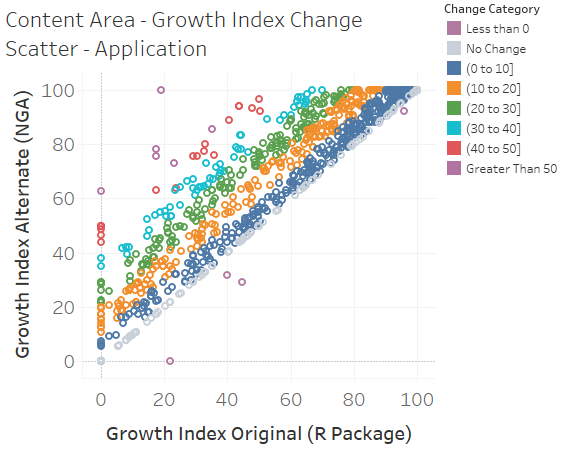 Content Area - Growth Index Change
Scatter - Application
Change Category
Less than 0
No Change
(0 to 10]
(10 to 20]
(20 to 30]
(30 to 40]
(40 to 50]
Greater Than 50
Growth Index Alternate (NGA)
100
80
60
40
20
0
0 20 40 60 80 100
Growth Index Original (R Package)